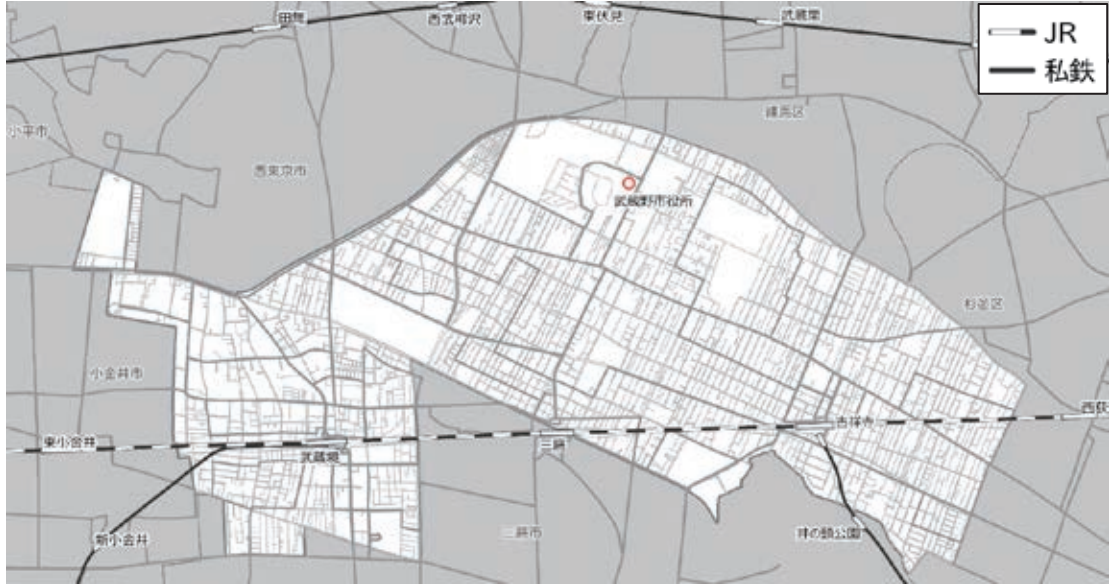 田無
西武柳沢
東伏見
武蔵関
JR
私鉄
小平市
練馬区
西東京市
武蔵野市役所
杉並区
小金井市
西荻
吉祥寺
東小金井
三鷹
武蔵境
三鷹市
井の頭公園
新小金井